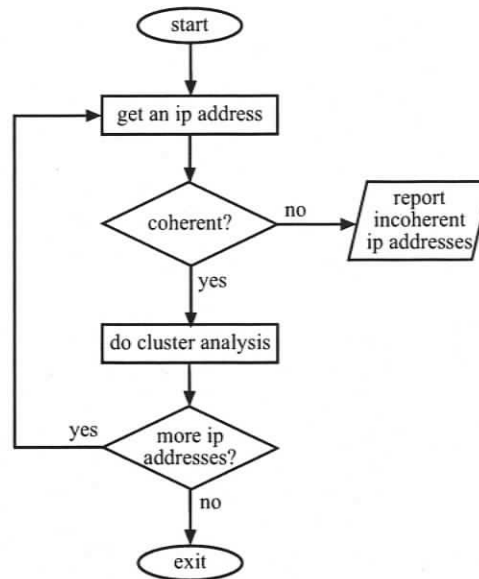 start
get an ip address
coherent?
no
report
incoherent
ip addresses
yes
do cluster analysis
yes
more ip
addresses?
no
exit